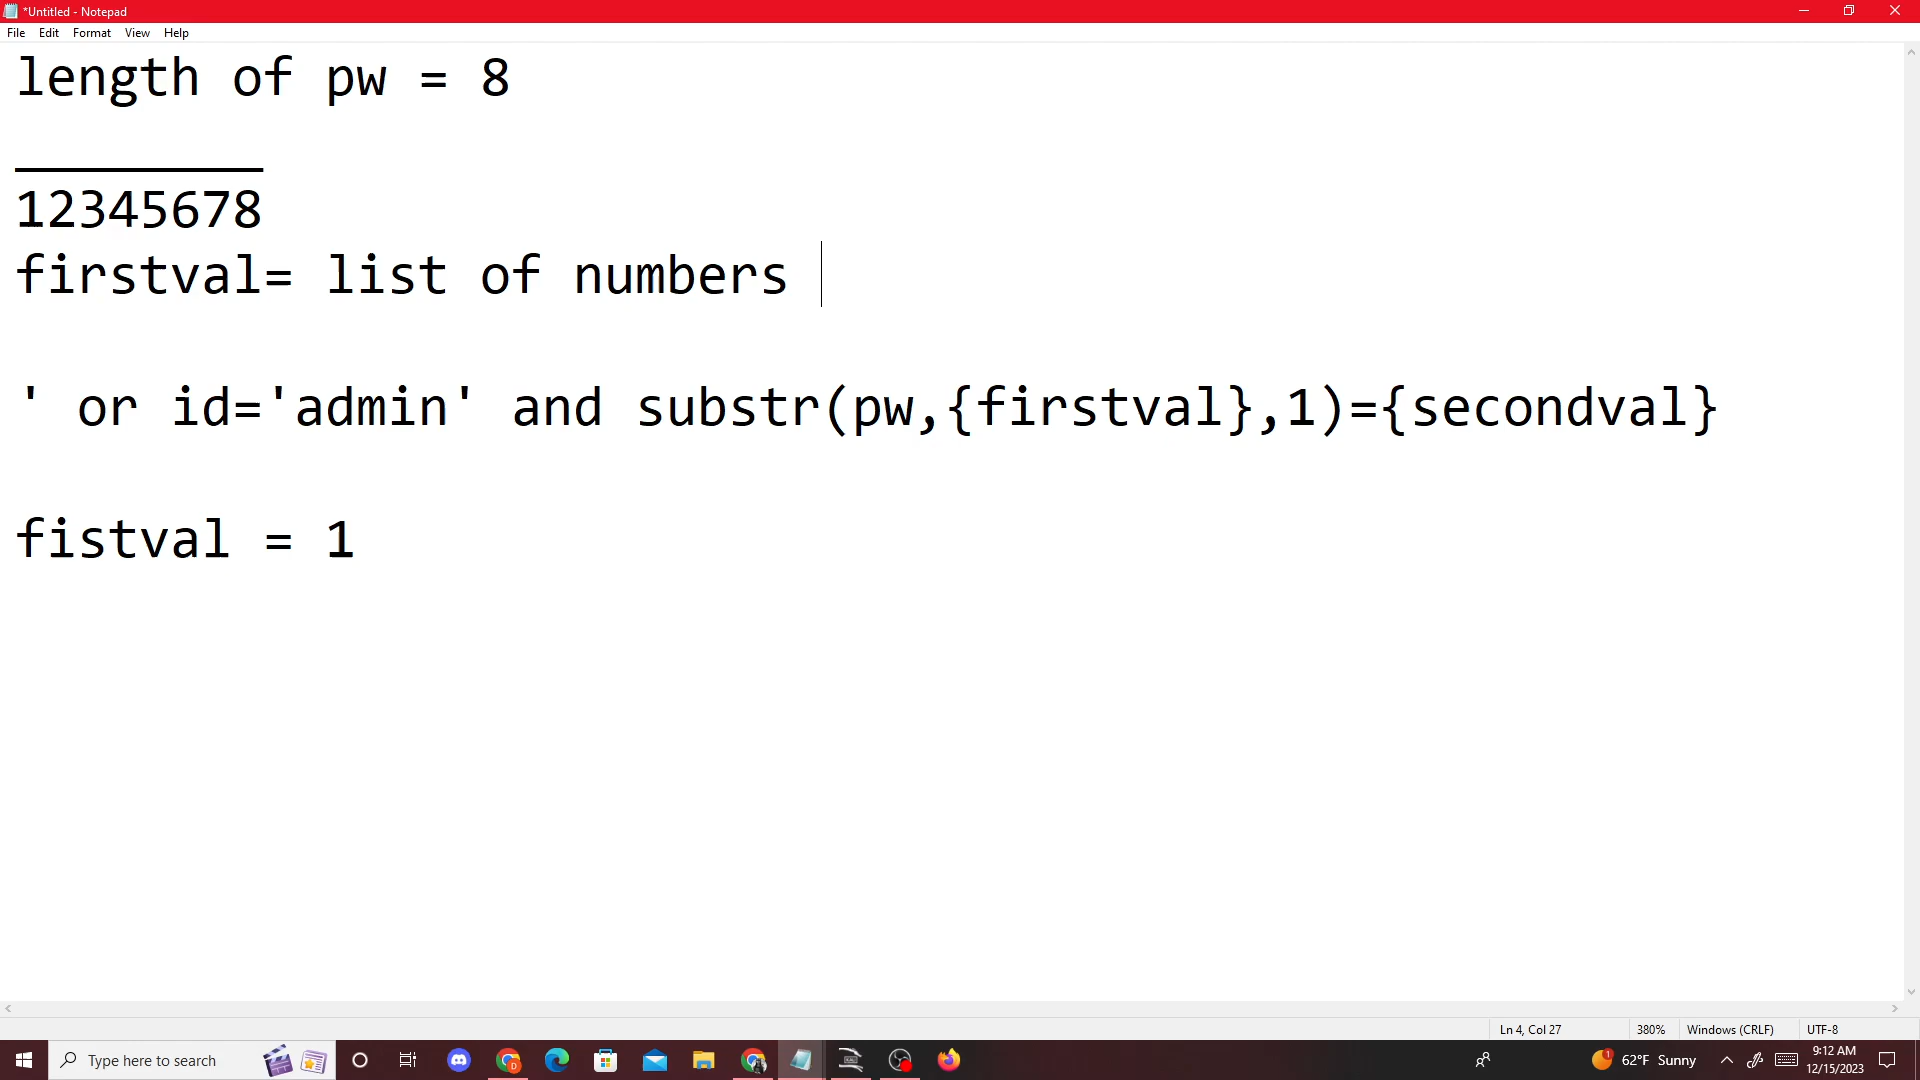 *Untitled - Notepad
File Edit Format View Help
length of pw = 8
________
12345678
firstval= list of numbers
' or id='admin' and substr(pw,{firstval},1)={secondval}
fistval = 1
Ln 4, Col 27 380% Windows (CRLF) UTF-8
Type here to search
1 62°F Sunny
9:12 AM
12/15/2023